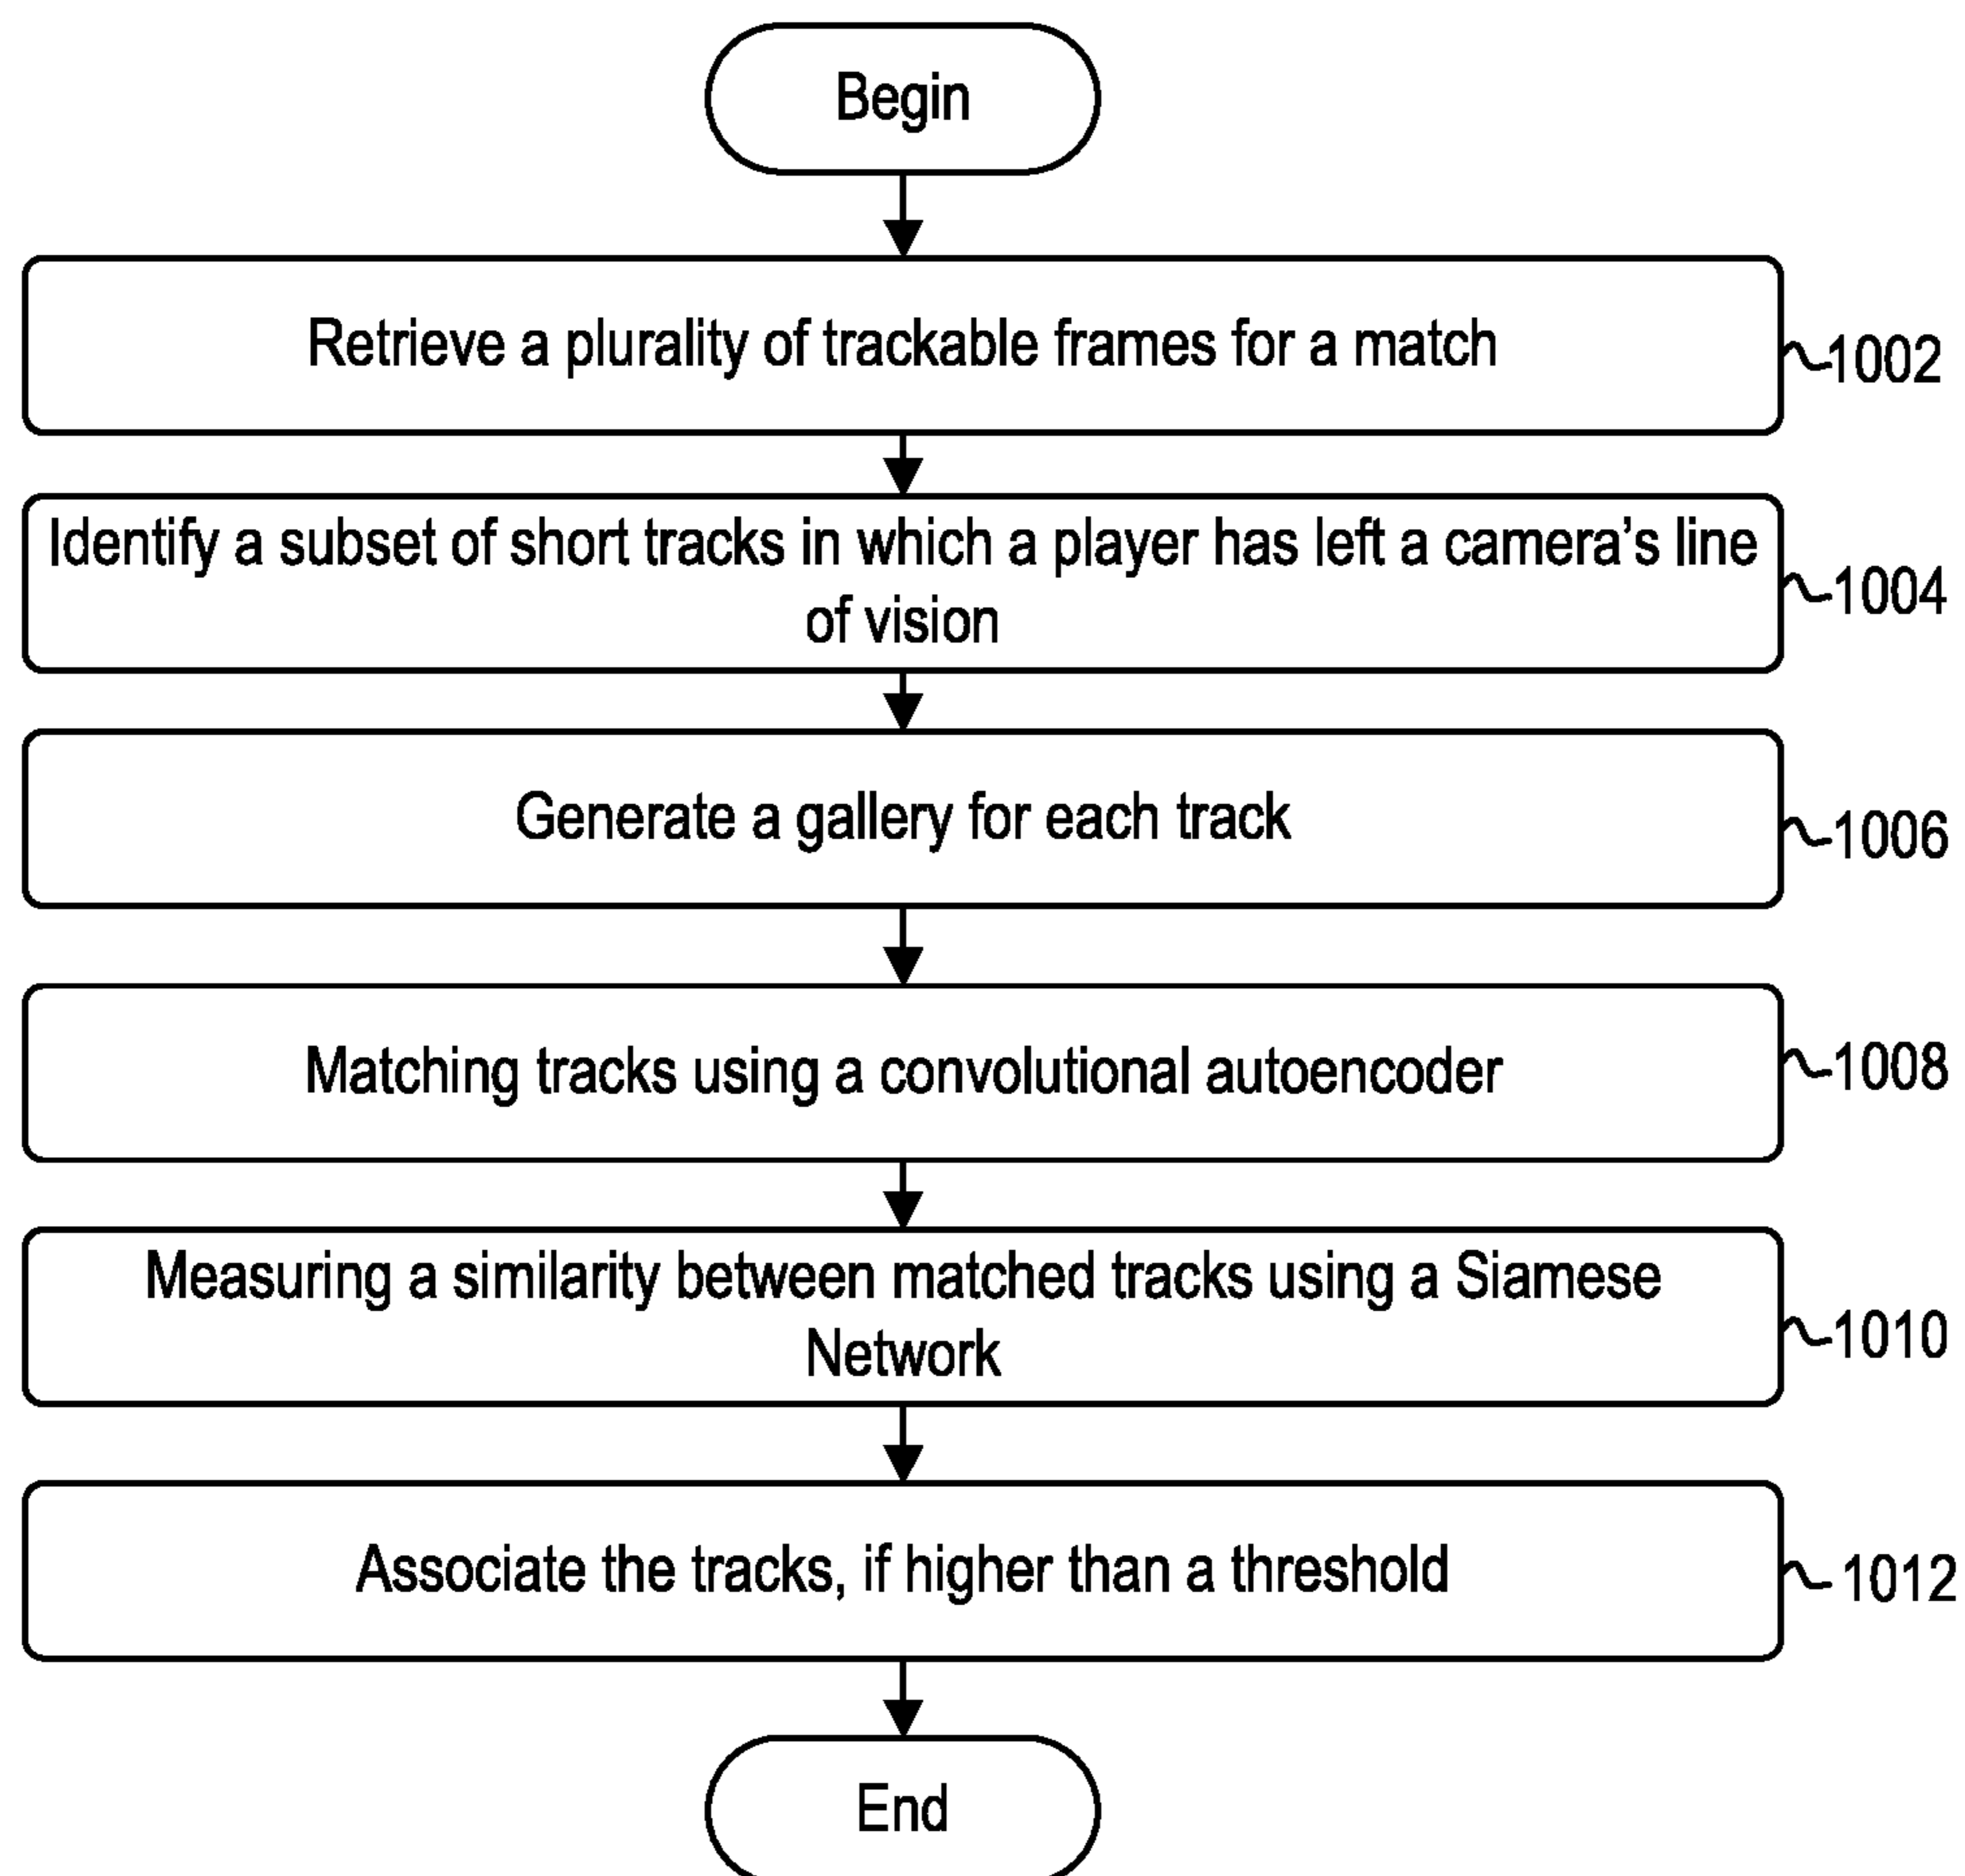 Begin
Retrieve a plurality of trackable frames for a match
1002
Identify a subset of short tracks in which a player has left a camera’s line
of vision
1004
Generate a gallery for each track
1006
Matching tracks using a convolutional autoencoder
1008
Measuring a similarity between matched tracks using a Siamese
Network
1010
Associate the tracks, if higher than a threshold
1012
End